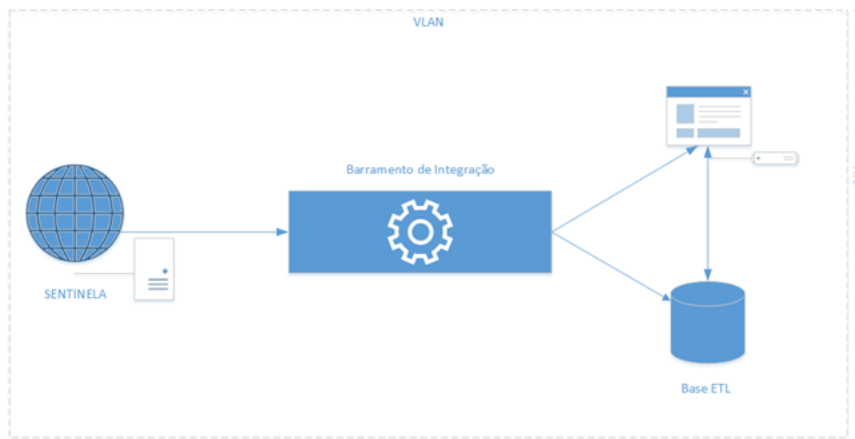 VLAN
Barramento de Integração
SENTINELA
Base ETL